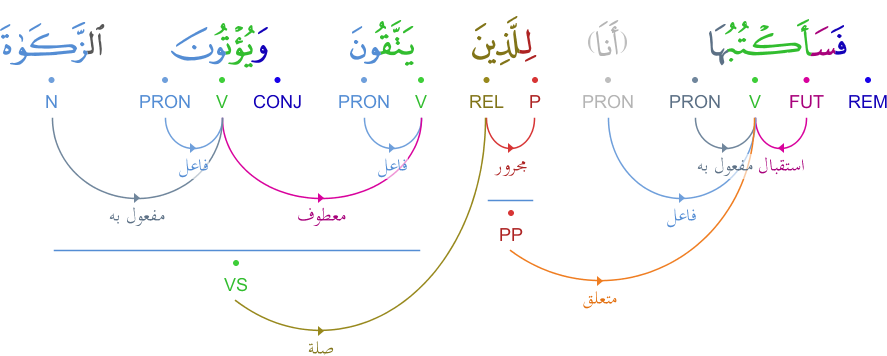 فَسَأَكْتُبُهَا (أَنَا) لِلَّذِينَ يَتَّقُونَ وَيُؤْتُونَ ٱلزَّكَوٰةَ
REM FUT V PRON PRON P REL V PRON CONJ V PRON N
استقبال مفعول به مجرور فاعل فاعل
فاعل معطوف مفعول به
PP
VS
متعلق
صلة